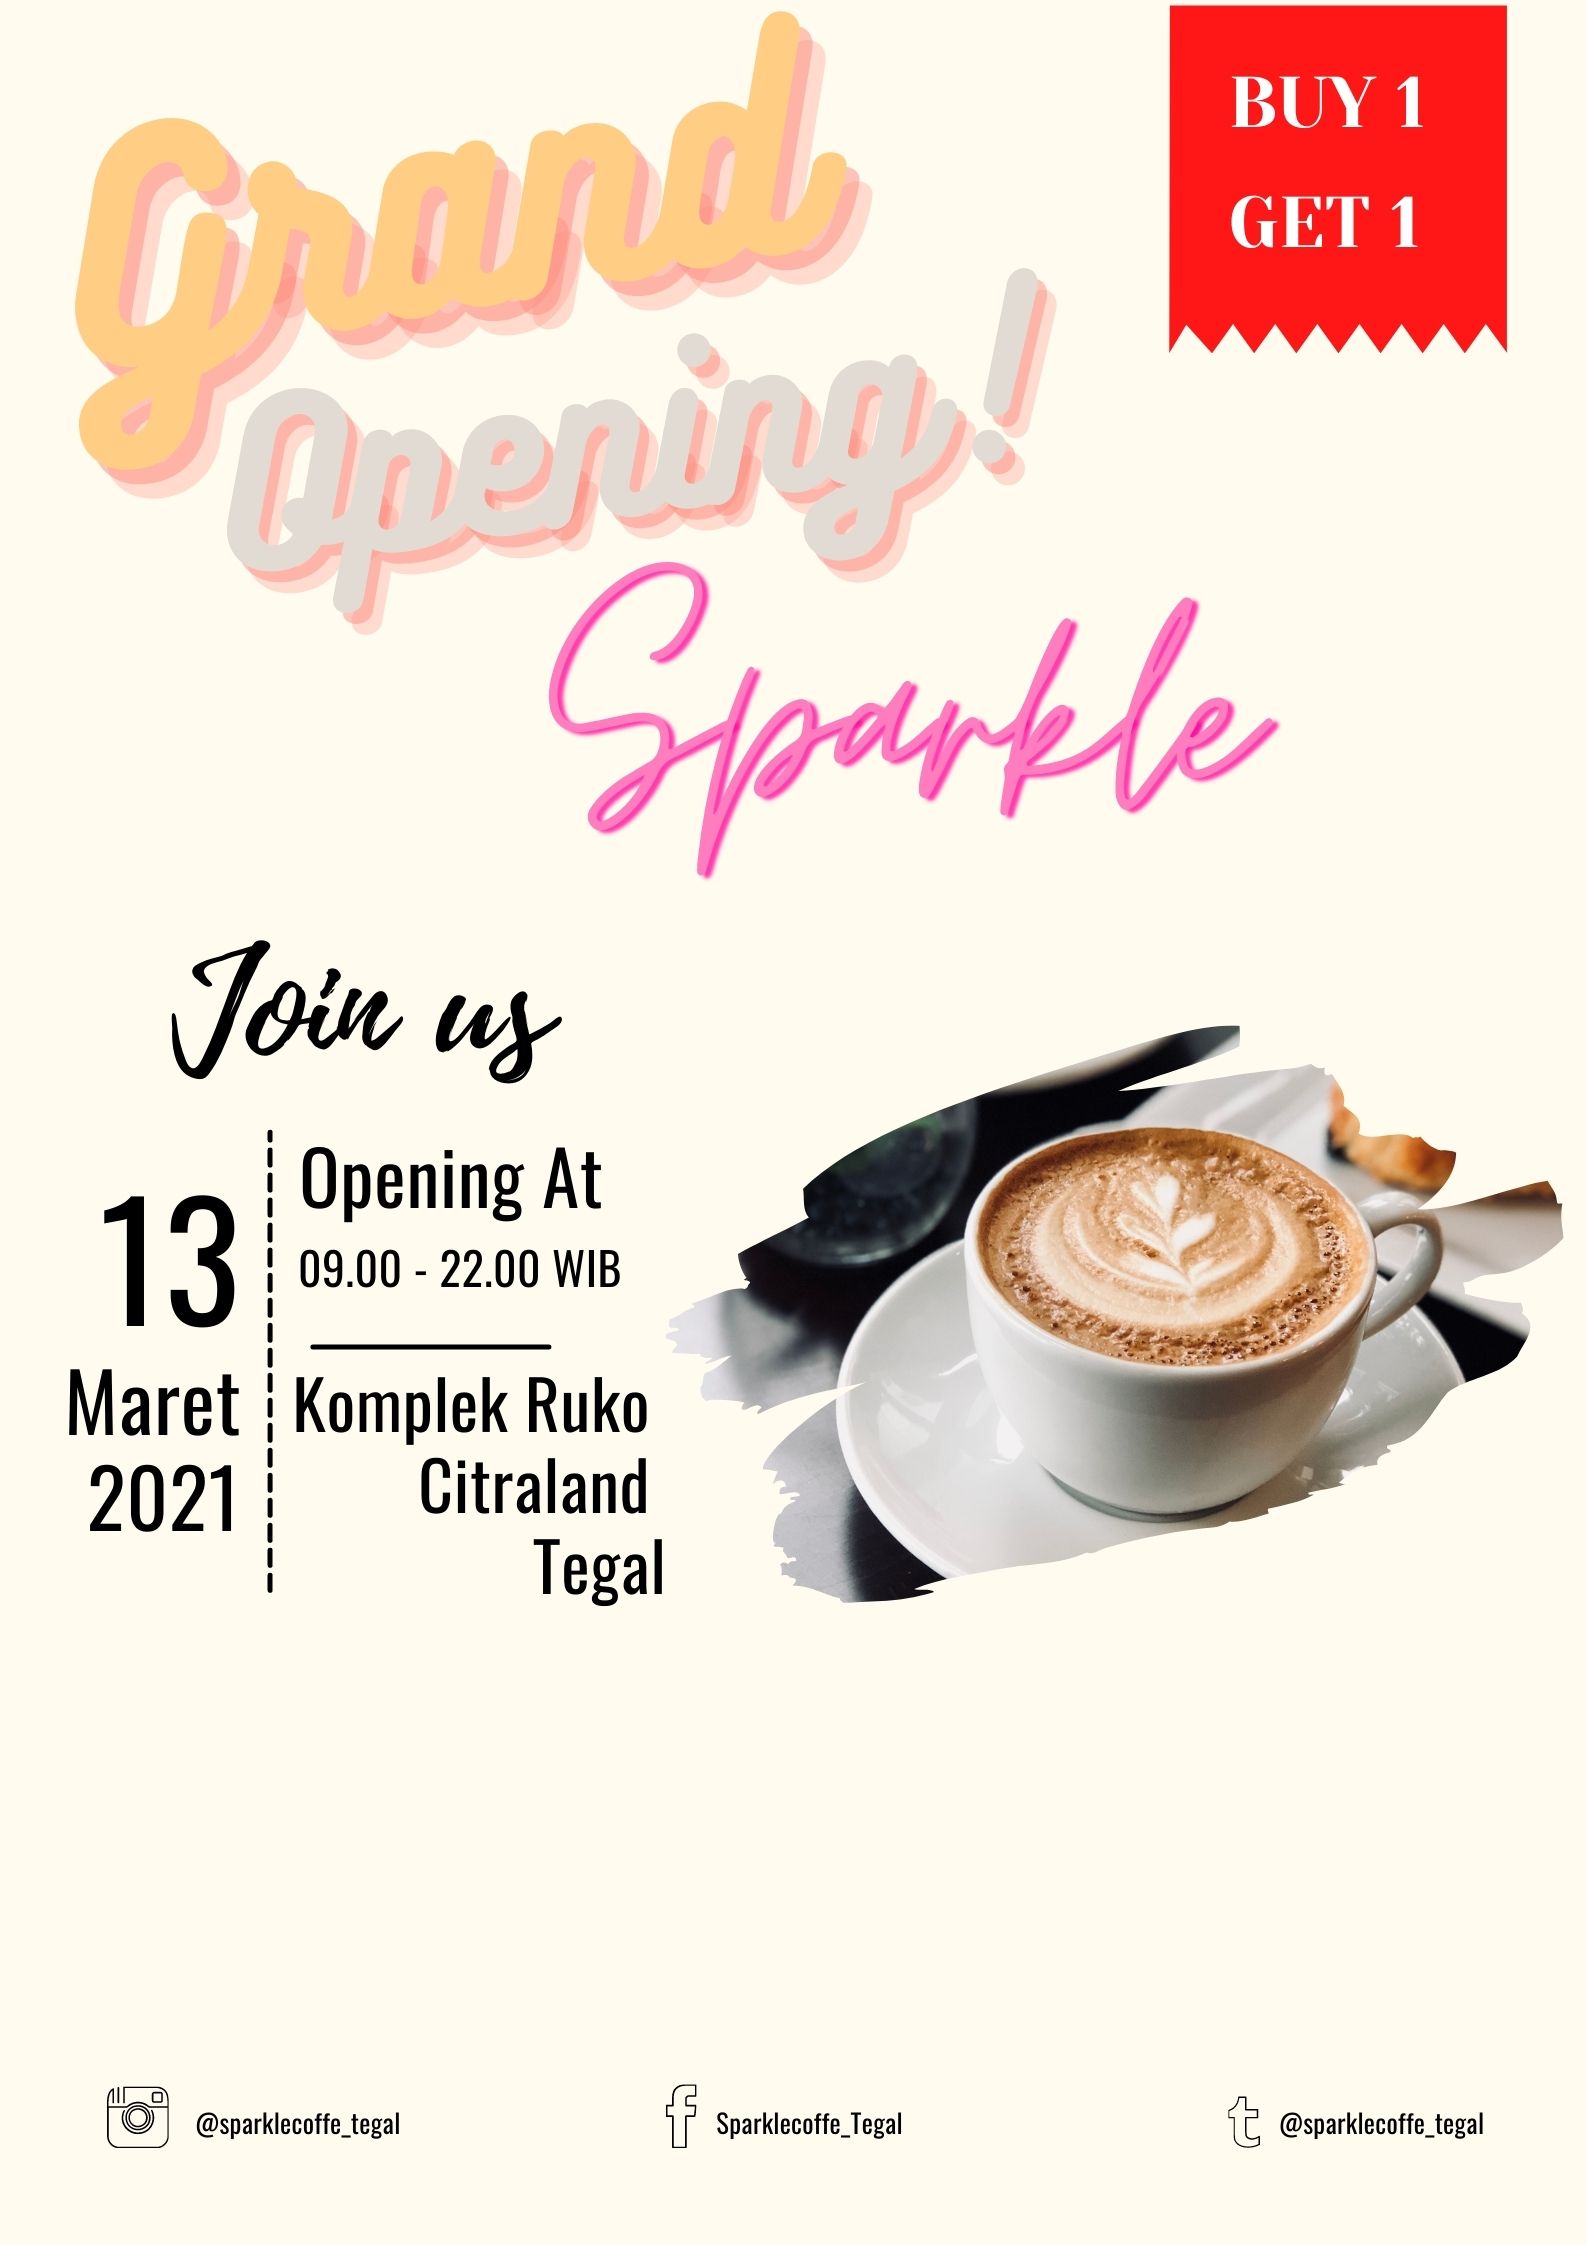 Grand
Opening!
BUY 1
GET 1
Sparkle
Join us
13
Maret
2021
Opening At
09.00 - 22.00 WIB
Komplek Ruko
Citraland
Tegal
@sparklecoffe_tegal
Sparklecoffe_Tegal
@sparklecoffe_tegal